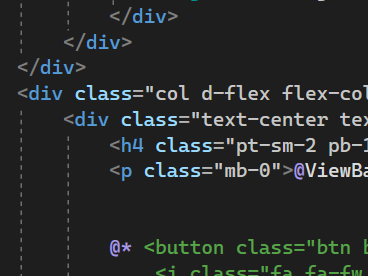 </div>
</div>
</div>
<div class="col d-flex flex-col
<div class="text-center tex
<h4 class="pt-sm-2 pb-1
<p class="mb-0">@ViewBa
@* <button class="btn b
<i class="fa fa-fw